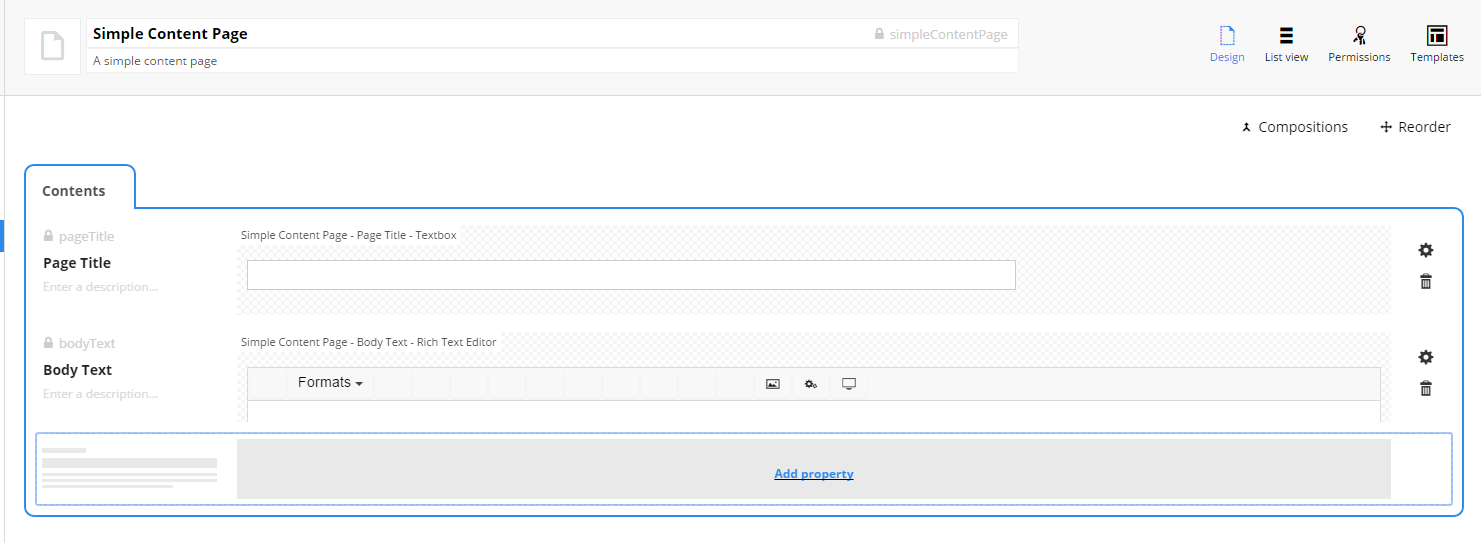 Simple Content Page
simpleContentPage
A simple content page
Design
List view
Permissions
Templates
Compositions
Reorder
Contents
pageTitle
Page Title
Enter a description...
Simple Content Page - Page Title - Textbox
bodyText
Body Text
Enter a description...
Simple Content Page - Body Text - Rich Text Editor
Formats
Add property